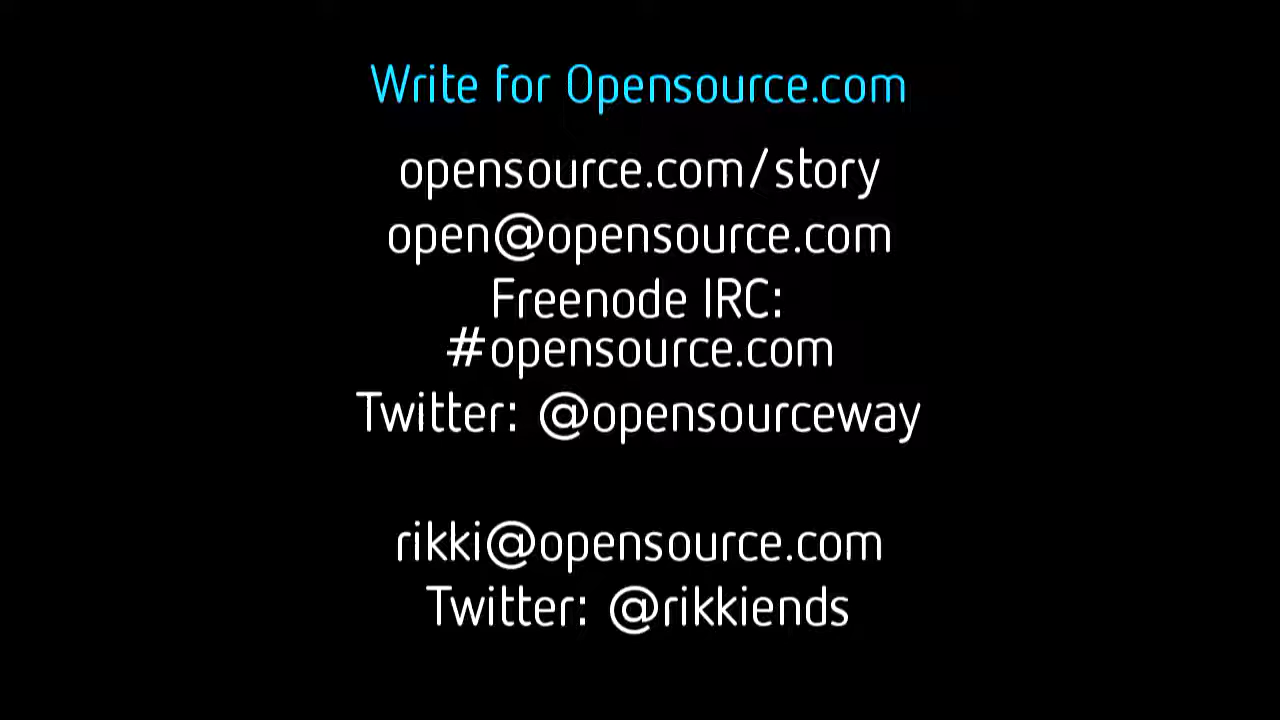 Write for Opensource.com
opensource.com/story
open@opensource.com
Freenode IRC:
#opensource.com
Twitter: @opensourceway
rikki@opensource.com
Twitter: @rikkiends